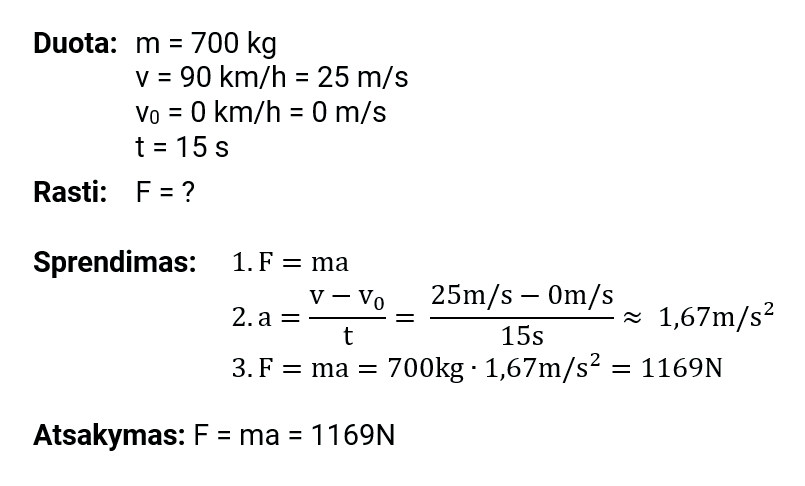 Duota: m = 700 kg
v = 90 km/h = 25 m/s
v₀ = 0 km/h = 0 m/s
t = 15 s
Rasti: F = ?
Sprendimas: 1. F = ma
2. a = (v − v₀)/t = (25m/s − 0m/s)/15s ≈ 1,67m/s²
3. F = ma = 700kg · 1,67m/s² = 1169N
Atsakymas: F = ma = 1169N